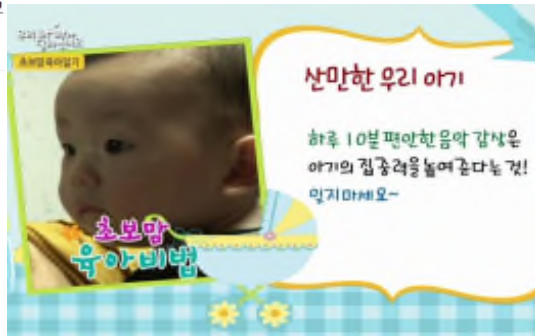 초보맘 육아일기
초보맘
육아비법
산만한 우리 아기
하루 10분 편안한 음악 감상은
아기의 집중력을 높여 준다는 것!
잊지마세요~